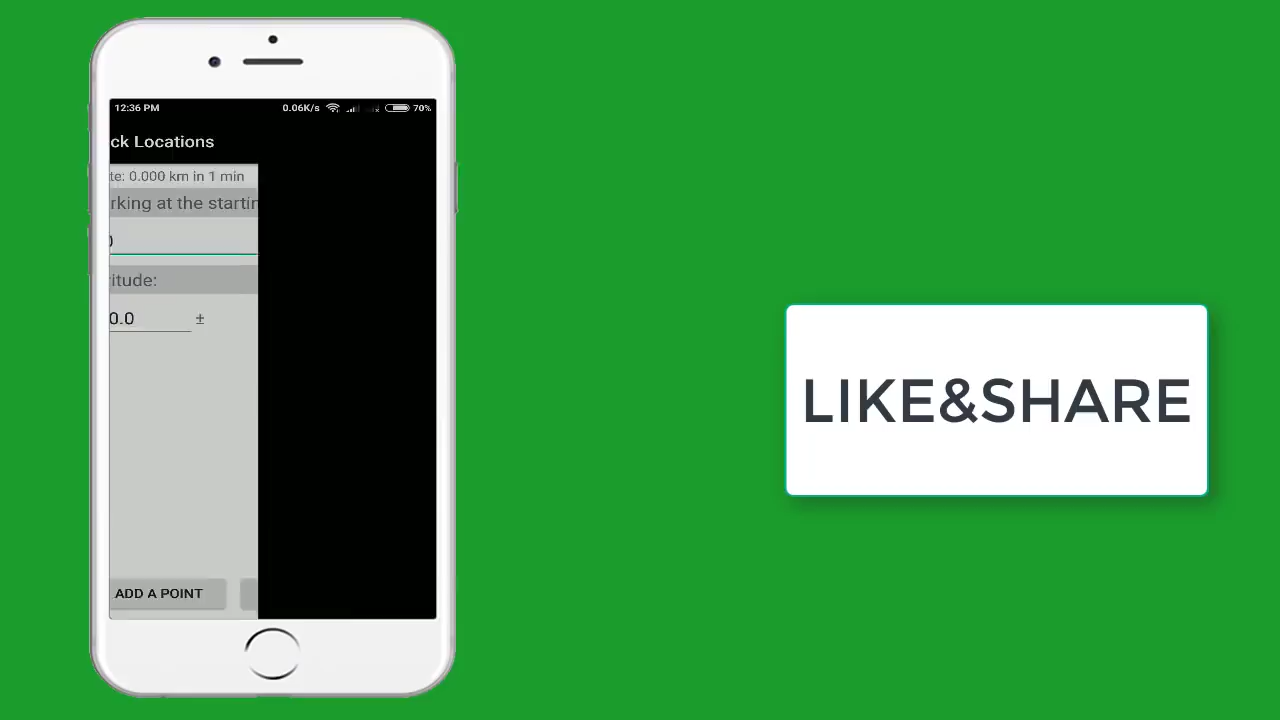 12:36 PM 0.06K/s 70%
ck Locations
te: 0.000 km in 1 min
rking at the startin
0
itude:
0.0 ±
ADD A POINT
LIKE&SHARE